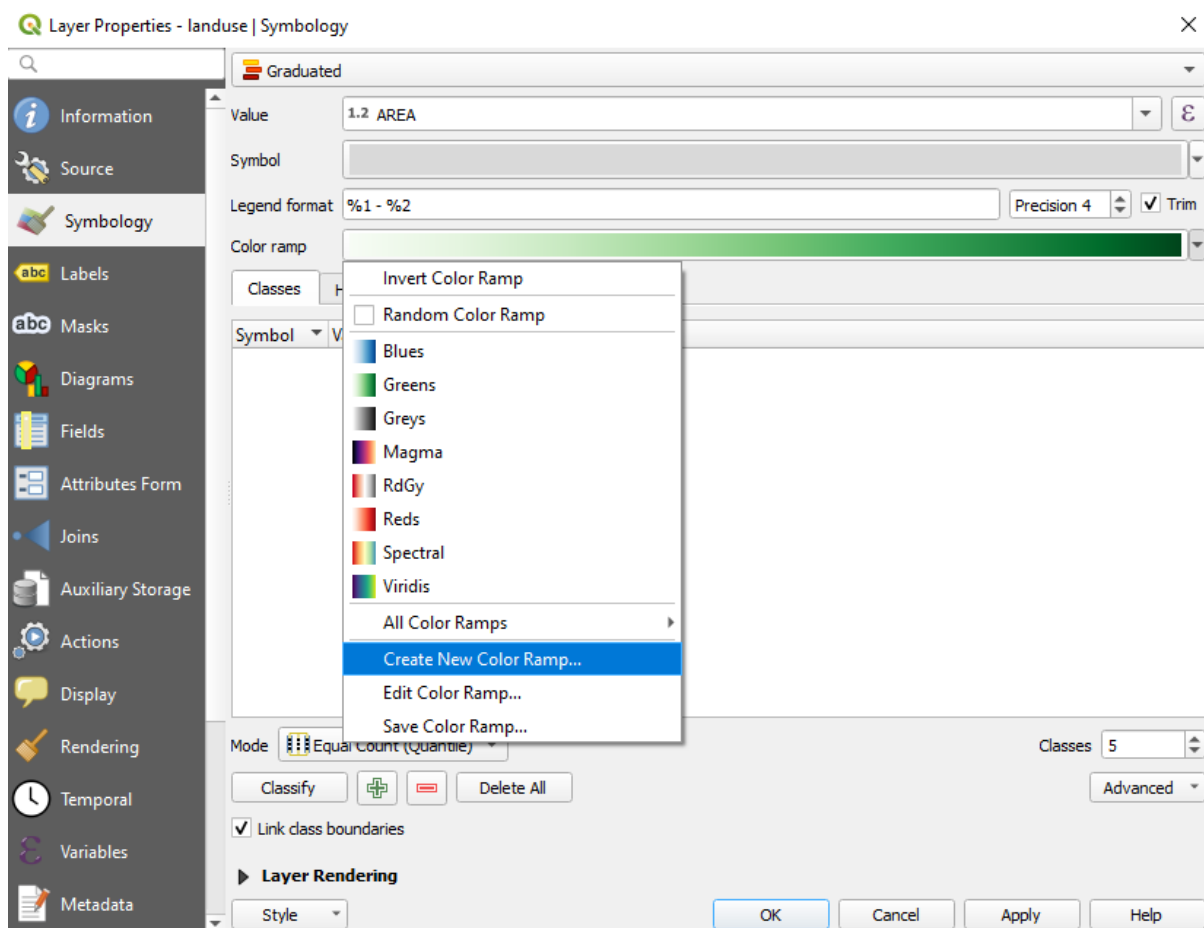 Layer Properties - landuse | Symbology
Graduated
Information
Value 1.2 AREA ε
Symbol
Source
Legend format %1 - %2 Precision 4 Trim
Symbology
Color ramp
abc Labels
Classes H
Invert Color Ramp
Random Color Ramp
abc Masks
Symbol V
Blues
Diagrams
Greens
Greys
Fields
Magma
Attributes Form
RdGy
Reds
Joins
Spectral
Auxiliary Storage
Viridis
All Color Ramps
Actions
Create New Color Ramp...
Display
Edit Color Ramp...
Save Color Ramp...
Rendering
Mode Equal Count (Quantile) Classes 5
Temporal
Classify Delete All Advanced
Link class boundaries
ε Variables
Layer Rendering
Metadata
Style OK Cancel Apply Help